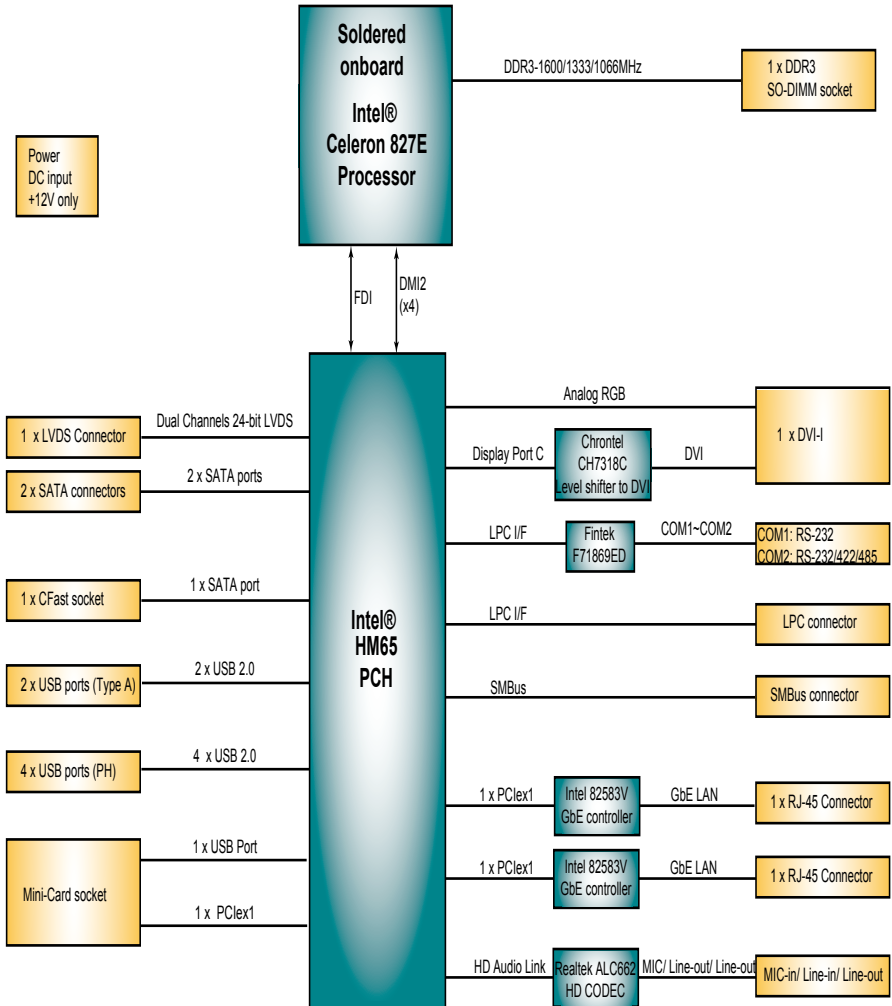 Soldered
onboard
Intel®
Celeron 827E
Processor
DDR3-1600/1333/1066MHz
1 x DDR3
SO-DIMM socket
Power
DC input
+12V only
FDI
DMI2
(x4)
Intel®
HM65
PCH
1 x LVDS Connector
Dual Channels 24-bit LVDS
2 x SATA connectors
2 x SATA ports
1 x CFast socket
1 x SATA port
2 x USB ports (Type A)
2 x USB 2.0
4 x USB ports (PH)
4 x USB 2.0
Mini-Card socket
1 x USB Port
1 x PCIex1
Analog RGB
1 x DVI-I
Display Port C
Chrontel
CH7318C
Level shifter to DVI
DVI
LPC I/F
Fintek
F71869ED
COM1~COM2
COM1: RS-232
COM2: RS-232/422/485
LPC I/F
LPC connector
SMBus
SMBus connector
1 x PCIex1
Intel 82583V
GbE controller
GbE LAN
1 x RJ-45 Connector
1 x PCIex1
Intel 82583V
GbE controller
GbE LAN
1 x RJ-45 Connector
HD Audio Link
Realtek ALC662
HD CODEC
MIC/ Line-out/ Line-out
MIC-in/ Line-in/ Line-out